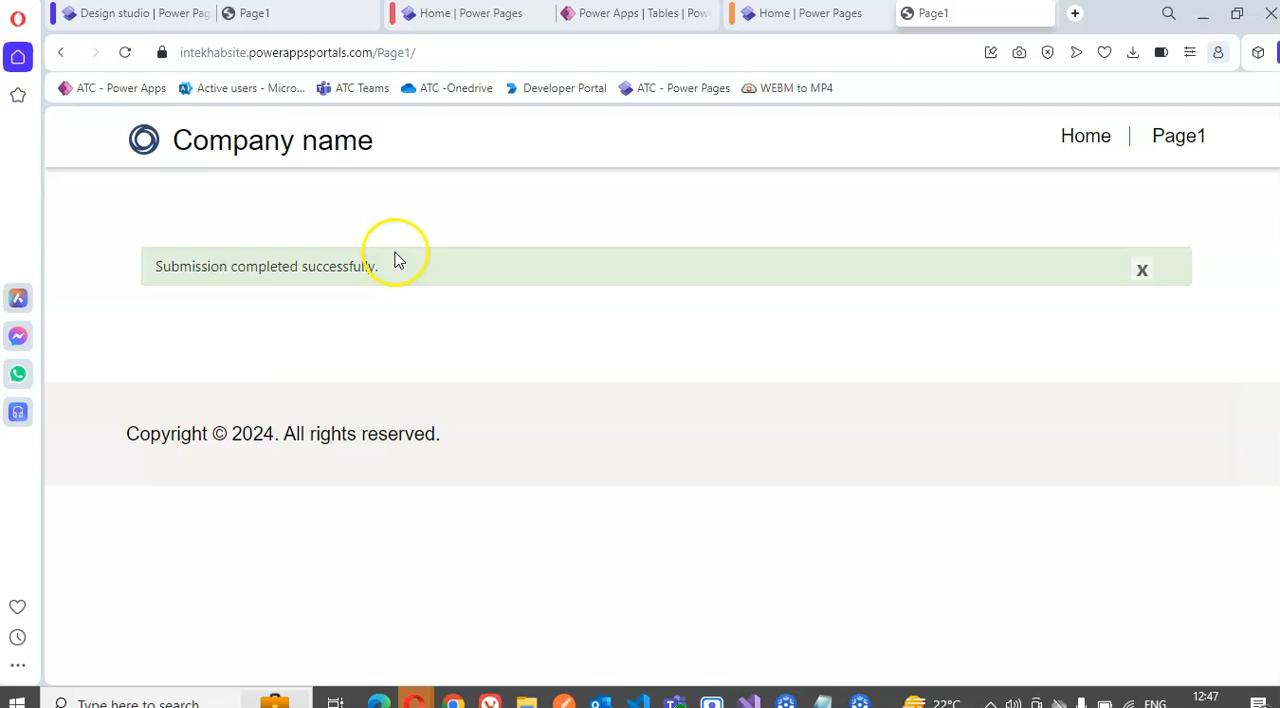 Design studio | Power Pag
Page1
Home | Power Pages
Power Apps | Tables | Pow
Home | Power Pages
Page1
intekhabsite.powerappsportals.com/Page1/
ATC - Power Apps
Active users - Micro...
ATC Teams
ATC -Onedrive
Developer Portal
ATC - Power Pages
WEBM to MP4
Company name
Home
Page1
Submission completed successfully.
x
Copyright © 2024. All rights reserved.
Type here to search
22°C
ENG
12:47